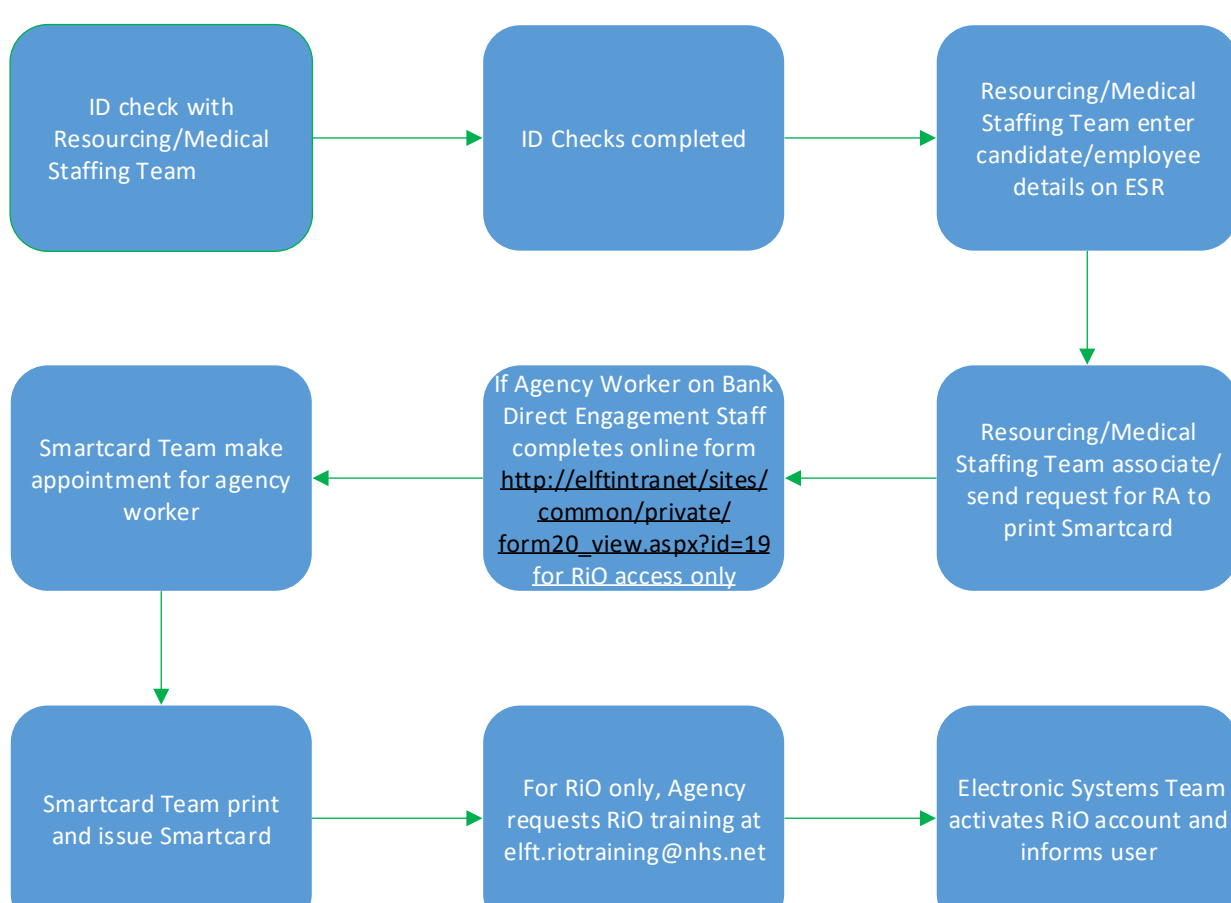 ID check with
Resourcing/Medical
Staffing Team
ID Checks completed
Resourcing/Medical
Staffing Team enter
candidate/employee
details on ESR
Resourcing/Medical
Staffing Team associate/
send request for RA to
print Smartcard
If Agency Worker on Bank
Direct Engagement Staff
completes online form
http://elftintranet/sites/
common/private/
form20_view.aspx?id=19
for RiO access only
Smartcard Team make
appointment for agency
worker
Smartcard Team print
and issue Smartcard
For RiO only, Agency
requests RiO training at
elft.riotraining@nhs.net
Electronic Systems Team
activates RiO account and
informs user